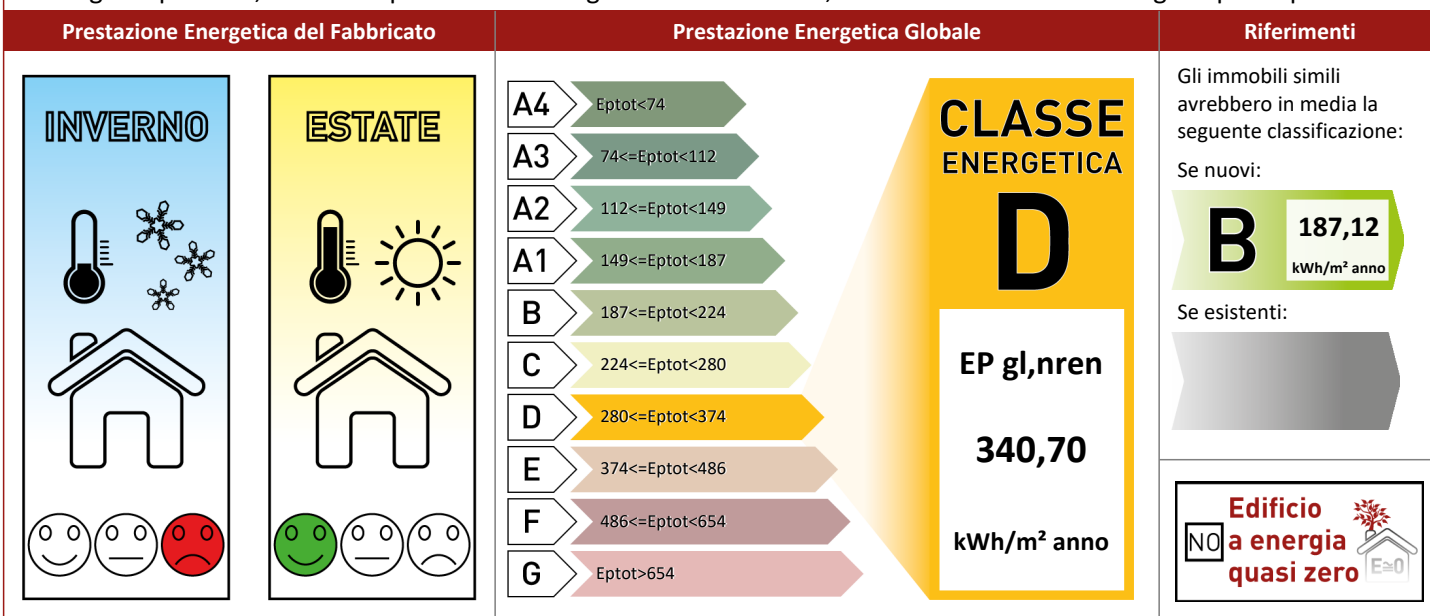 Prestazione Energetica del Fabbricato
Prestazione Energetica Globale
Riferimenti
INVERNO
ESTATE
A4 Eptot<74
A3 74<=Eptot<112
A2 112<=Eptot<149
A1 149<=Eptot<187
B 187<=Eptot<224
C 224<=Eptot<280
D 280<=Eptot<374
E 374<=Eptot<486
F 486<=Eptot<654
G Eptot>654
CLASSE
ENERGETICA
D
EP gl,nren
340,70
kWh/m² anno
Gli immobili simili
avrebbero in media la
seguente classificazione:
Se nuovi:
B
187,12
kWh/m² anno
Se esistenti:
NO
Edificio
a energia
quasi zero
E≅0